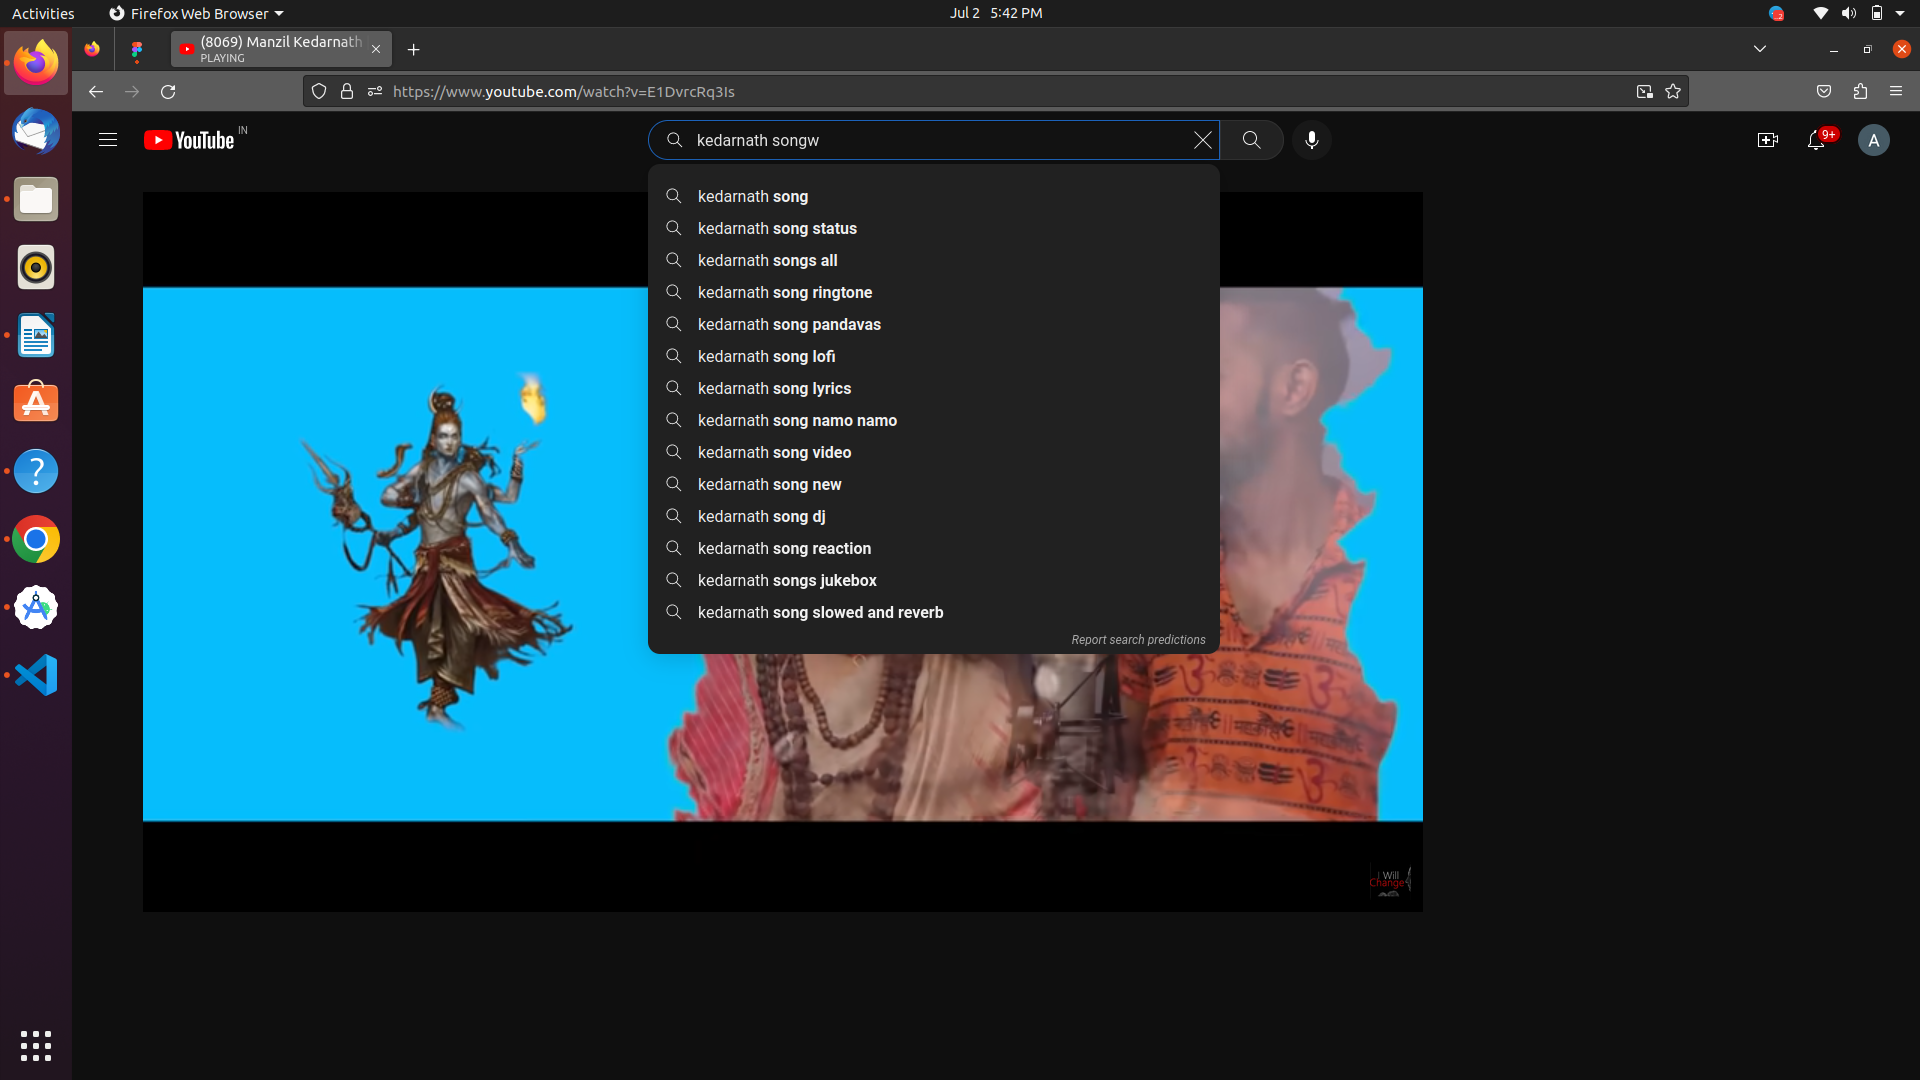 Activities
Firefox Web Browser
Jul 2 5:42 PM
2
(8069) Manzil Kedarnath
PLAYING
https://www.youtube.com/watch?v=E1DvrcRq3Is
YouTube IN
kedarnath songw
9+
A
kedarnath song
kedarnath song status
kedarnath songs all
kedarnath song ringtone
kedarnath song pandavas
kedarnath song lofi
kedarnath song lyrics
kedarnath song namo namo
kedarnath song video
kedarnath song new
kedarnath song dj
kedarnath song reaction
kedarnath songs jukebox
kedarnath song slowed and reverb
Report search predictions
I Will
Change